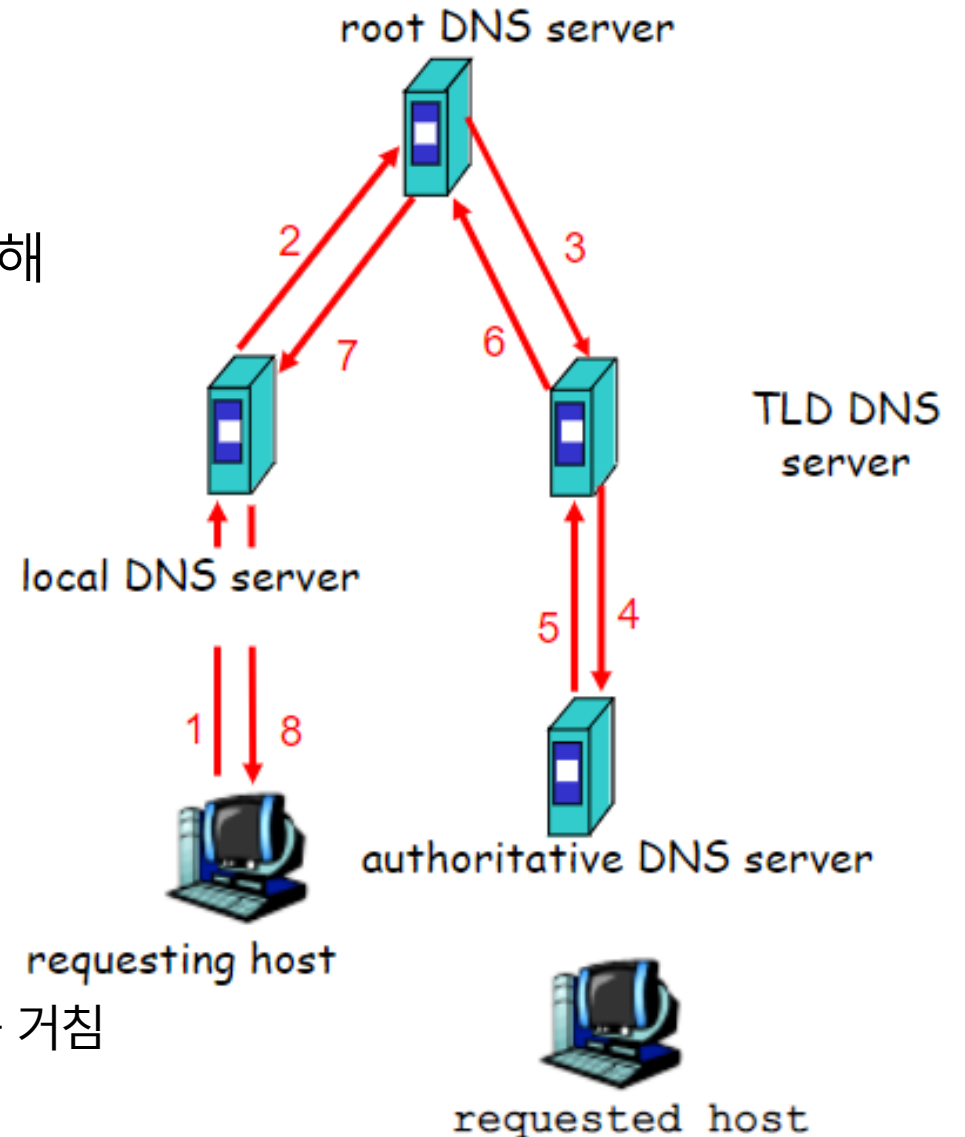 root DNS server
2
3
해
7
6
TLD DNS
server
local DNS server
5
4
1
8
authoritative DNS server
requesting host
거침
requested host